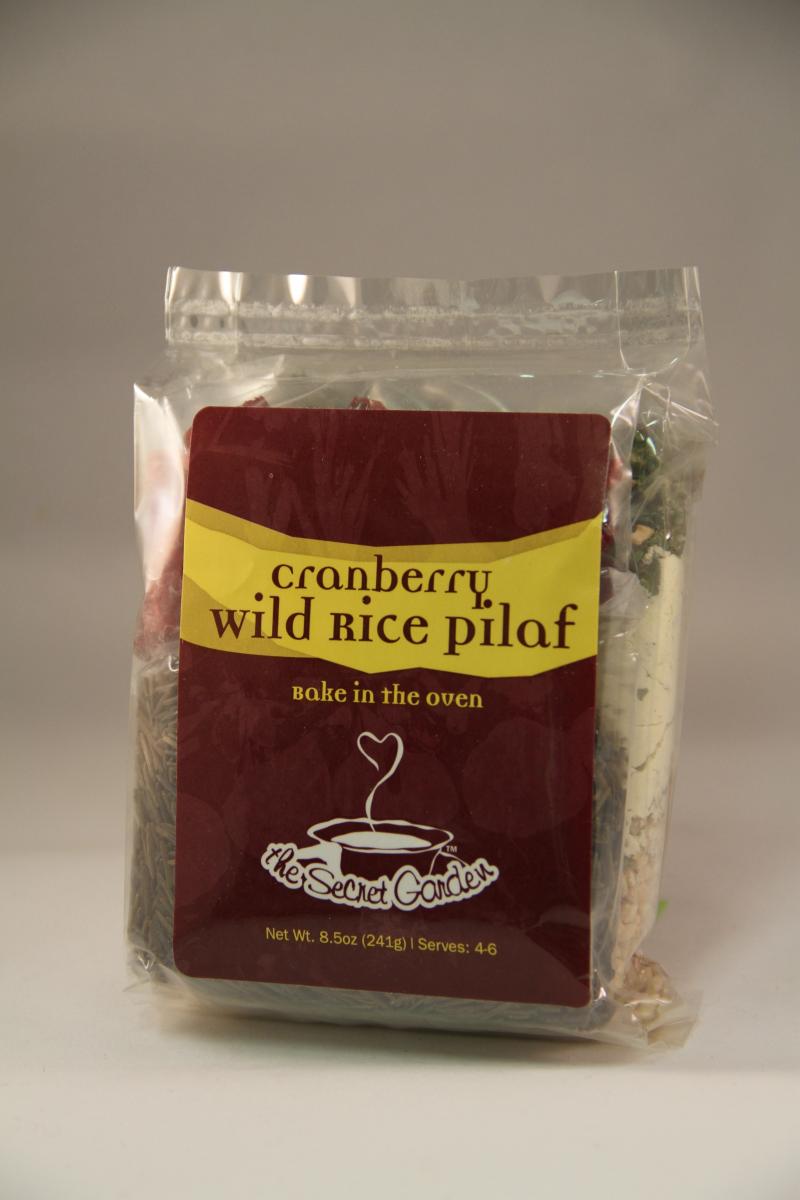 cranberry
wild Rice pilaf
Bake in the oven
TM
the Secret Garden
Net Wt. 8.5oz (241g) | Serves: 4-6